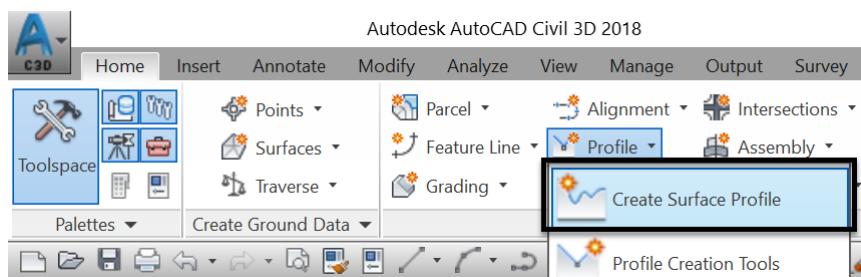 Autodesk AutoCAD Civil 3D 2018
C3D
Home Insert Annotate Modify Analyze View Manage Output Survey
Toolspace
Points
Surfaces
Traverse
Parcel
Feature Line
Grading
Alignment
Profile
Intersections
Assembly
Create Surface Profile
Profile Creation Tools
Palettes
Create Ground Data